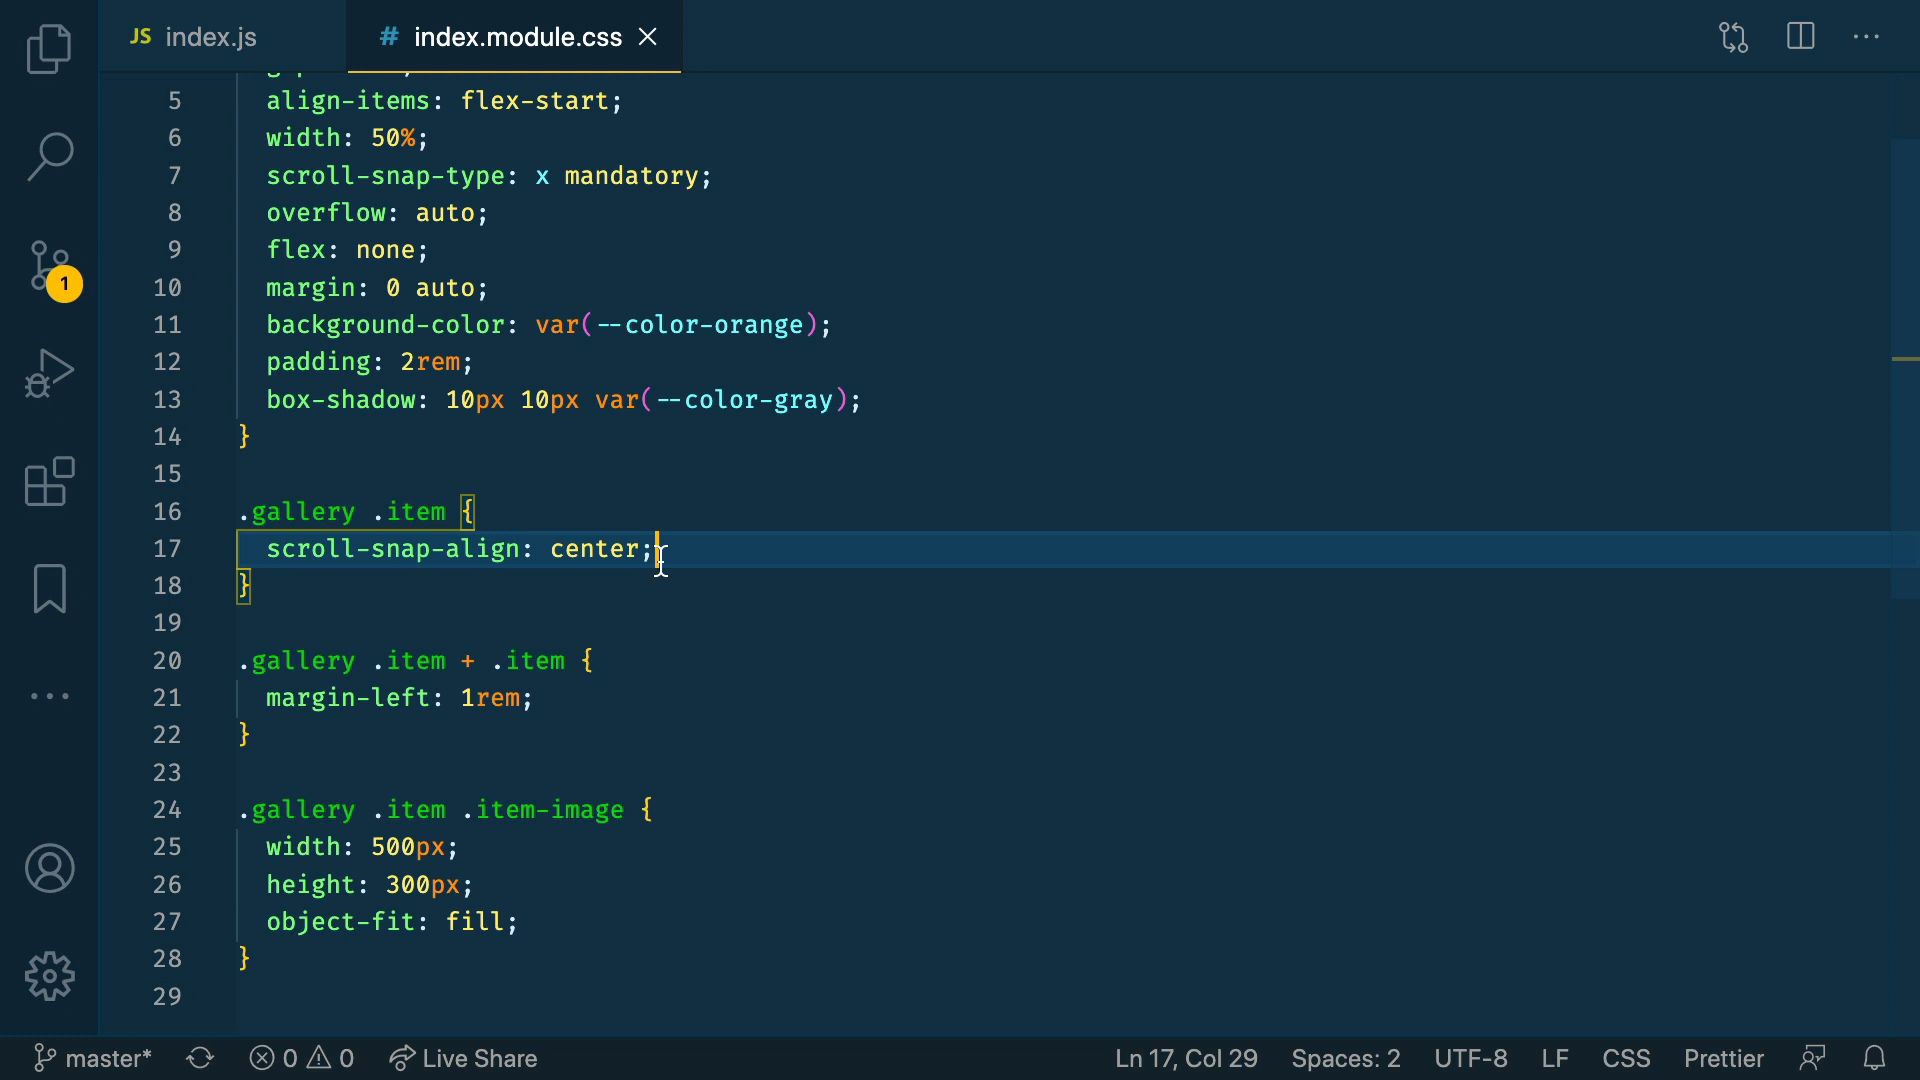 JS index.js # index.module.css
5 align-items: flex-start;
6 width: 50%;
7 scroll-snap-type: x mandatory;
8 overflow: auto;
9 flex: none;
10 margin: 0 auto;
11 background-color: var(--color-orange);
12 padding: 2rem;
13 box-shadow: 10px 10px var(--color-gray);
14 }
15
16 .gallery .item {
17 scroll-snap-align: center;
18 }
19
20 .gallery .item + .item {
21 margin-left: 1rem;
22 }
23
24 .gallery .item .item-image {
25 width: 500px;
26 height: 300px;
27 object-fit: fill;
28 }
29
1
master* 0 0 Live Share Ln 17, Col 29 Spaces: 2 UTF-8 LF CSS Prettier